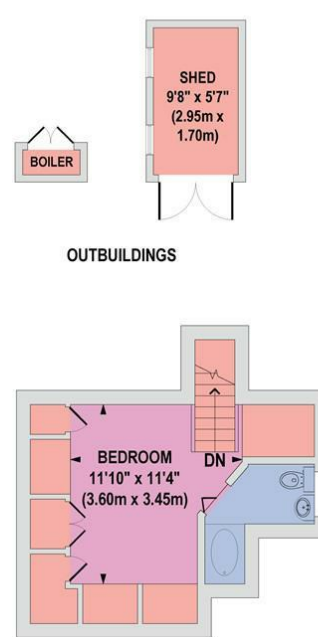 SHED
9'8" x 5'7"
(2.95m x
1.70m)
BOILER
OUTBUILDINGS
BEDROOM
11'10" x 11'4"
(3.60m x 3.45m)
DN